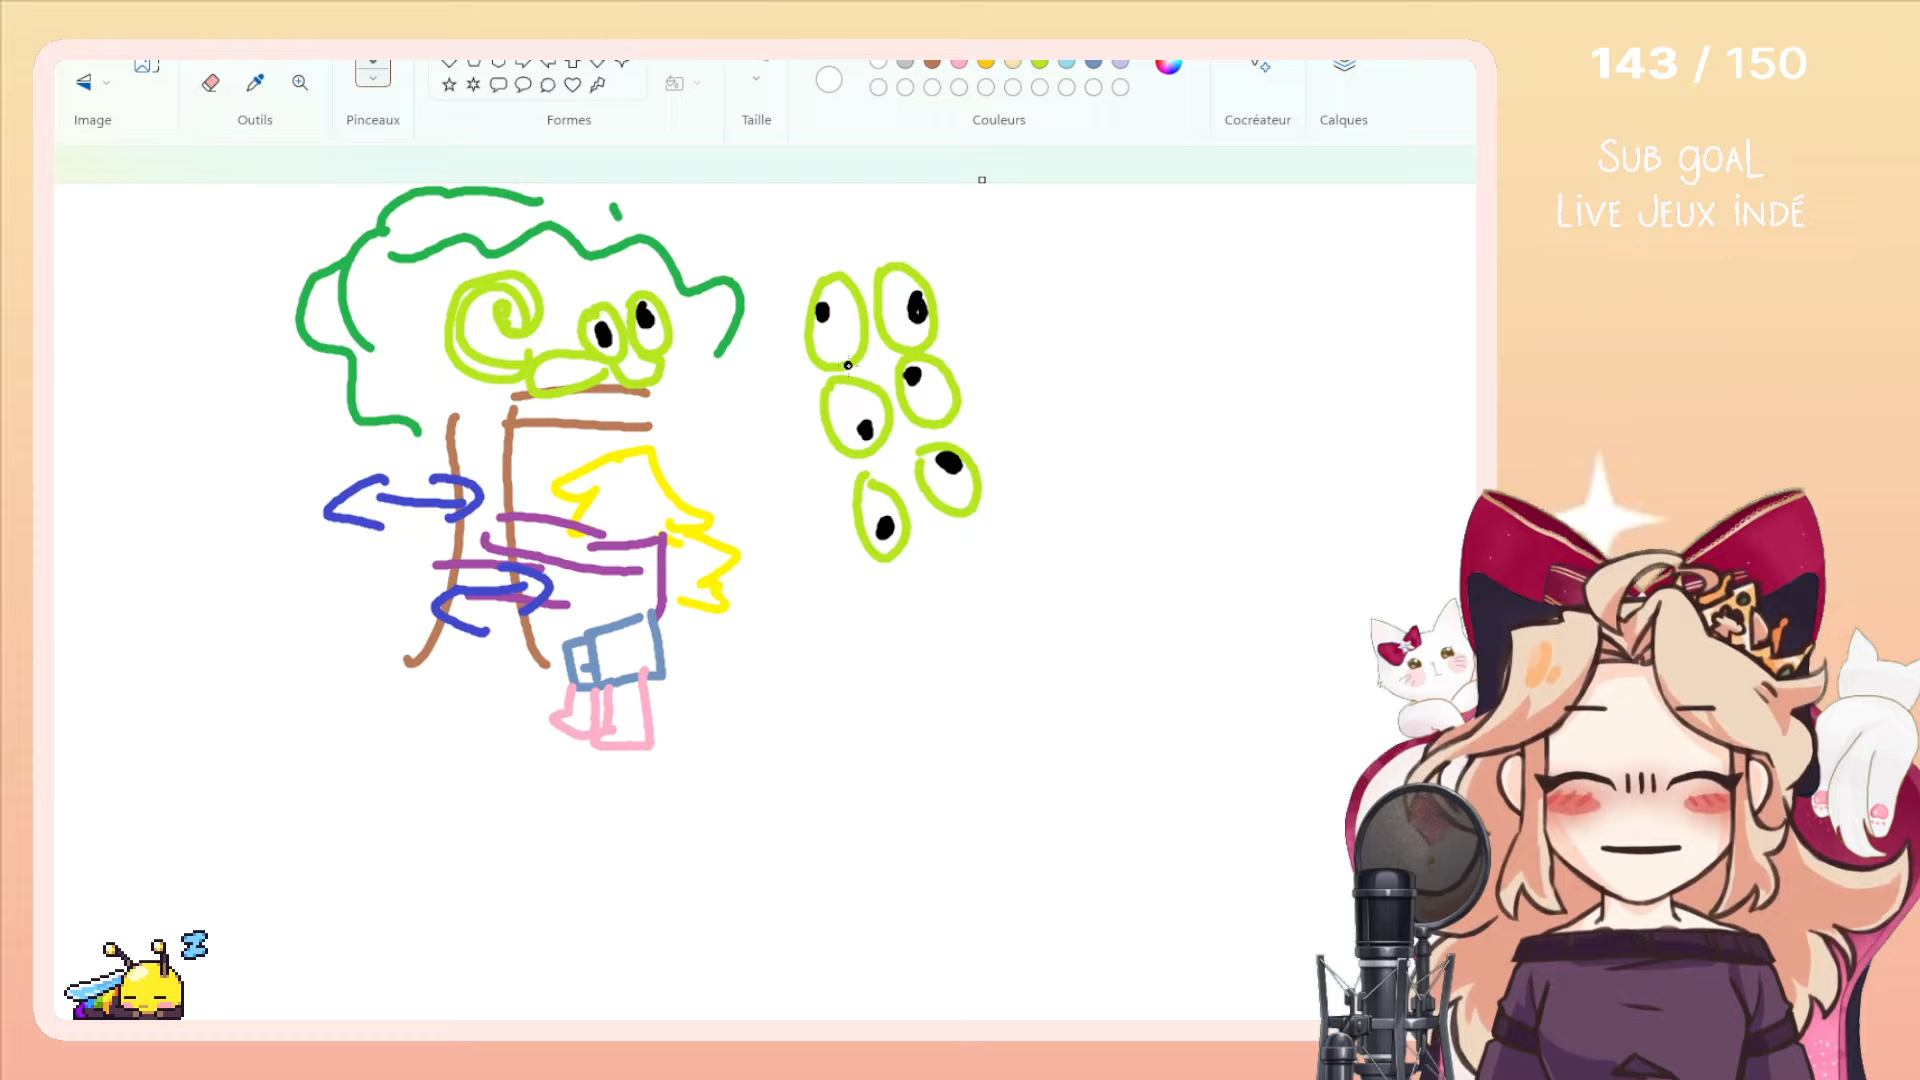 143 / 150
SUB GOAL
LIVE JEUX INDÉ
Image
Outils
Pinceaux
Formes
Taille
Couleurs
Cocréateur
Calques
Z